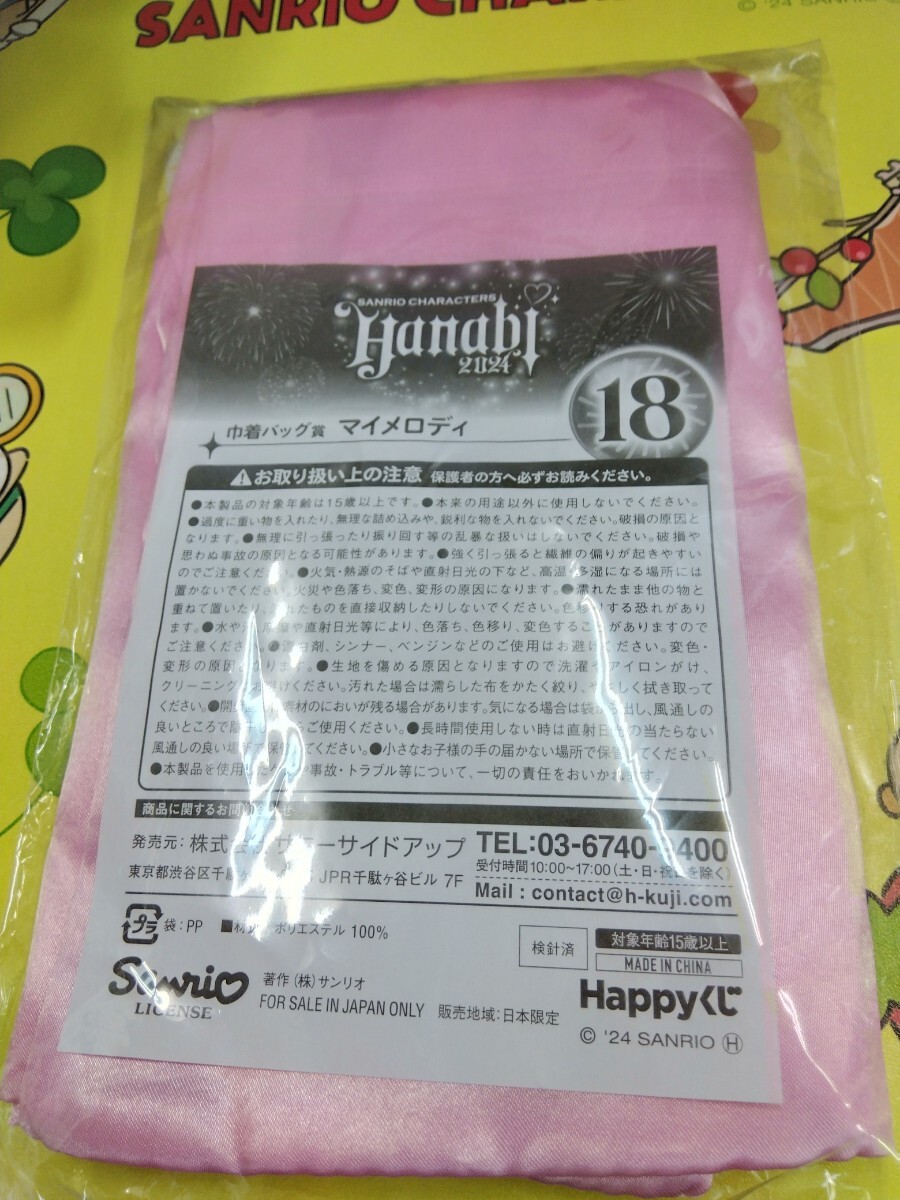 SANRIO CHAR
© '24 SANRIO
SANRIO CHARACTERS
Hanabi
2024
18
巾着バッグ賞 マイメロディ
お取り扱い上の注意 保護者の方へ必ずお読みください。
●本製品の対象年齢は15歳以上です。●本来の用途以外に使用しないでください。
●過度に重い物を入れたり、無理な詰め込みや、鋭利な物を入れないでください。破損の原因と
なります。●無理に引っ張ったり振り回す等の乱暴な扱いはしないでください。破損や
思わぬ事故の原因となる可能性があります。●強く引っ張ると繊維の偏りが起きやすい
のでご注意ください。●火気・熱源のそばや直射日光の下など、高温・多湿になる場所には
置かないでください。火災や色落ち、変色、変形の原因になります。●濡れたまま他の物と
重ねて置いたり、れたものを直接収納したりしないでください。色移りする恐れがあり
ます。●水や や直射日光等により、色落ち、色移り、変色することがありますので
ご注意ください。●漂白剤、シンナー、ベンジンなどのご使用はお避けください。変色・
変形の原因となります。●生地を傷める原因となりますので洗濯やアイロンがけ、
クリーニング けください。汚れた場合は濡らした布をかたく絞り、やさしく拭き取って
ください。●開 素材のにおいが残る場合があります。気になる場合は袋 出し、風通しの
良いところで らご使用ください。●長時間使用しない時は直射日光の当たらない
風通しの良い場所で保 てください。●小さなお子様の手の届かない場所で保管してください。
●本製品を使用した 事故・トラブル等について、一切の責任をおいかねます。
商品に関するお問い合わせ
発売元: 株式会社サニーサイドアップ
東京都渋谷区千駄ヶ JPR千駄ヶ谷ビル 7F
TEL:03-6740- 400
受付時間10:00~17:00(土・日・祝日を除く)
Mail : contact@h-kuji.com
プラ 袋:PP ■材 ポリエステル 100%
検針済
対象年齢15歳以上
MADE IN CHINA
Sanrio
LICENSE
著作(株)サンリオ
FOR SALE IN JAPAN ONLY 販売地域:日本限定
Happyくじ
© '24 SANRIO Ⓗ